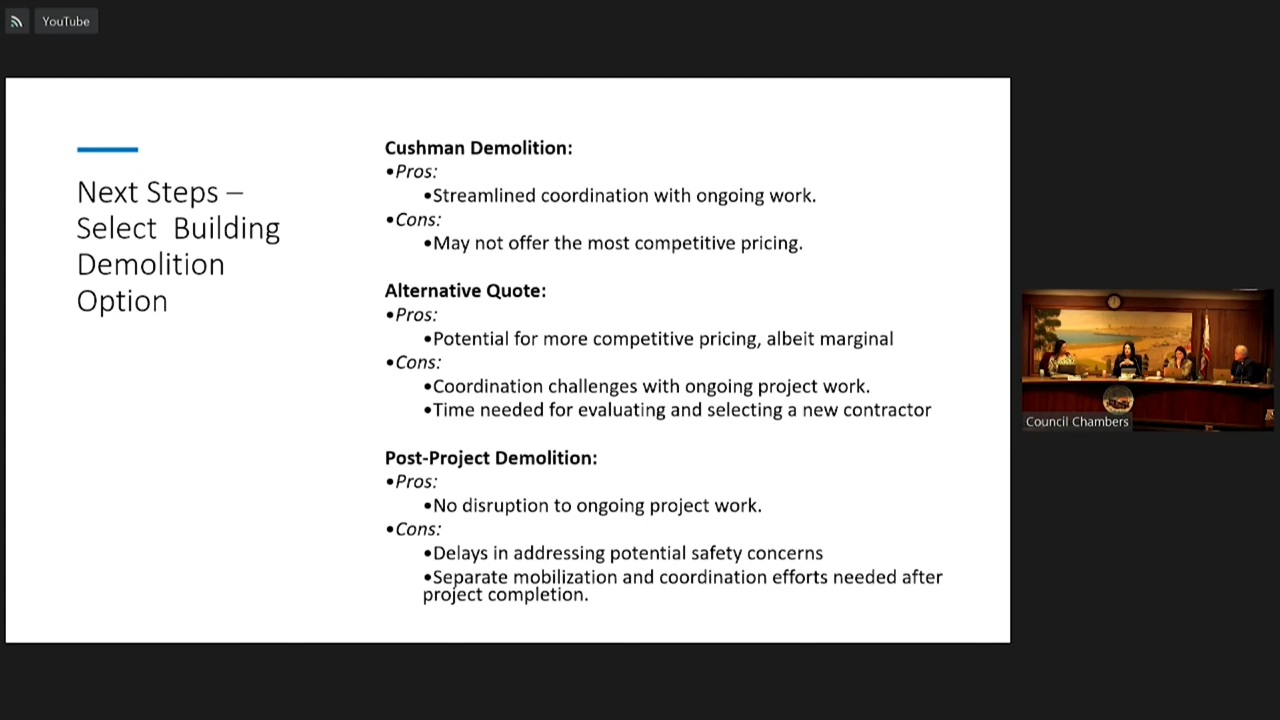 YouTube
Next Steps –
Select Building
Demolition
Option
Cushman Demolition:
•Pros:
•Streamlined coordination with ongoing work.
•Cons:
•May not offer the most competitive pricing.
Alternative Quote:
•Pros:
•Potential for more competitive pricing, albeit marginal
•Cons:
•Coordination challenges with ongoing project work.
•Time needed for evaluating and selecting a new contractor
Post-Project Demolition:
•Pros:
•No disruption to ongoing project work.
•Cons:
•Delays in addressing potential safety concerns
•Separate mobilization and coordination efforts needed after
project completion.
Council Chambers